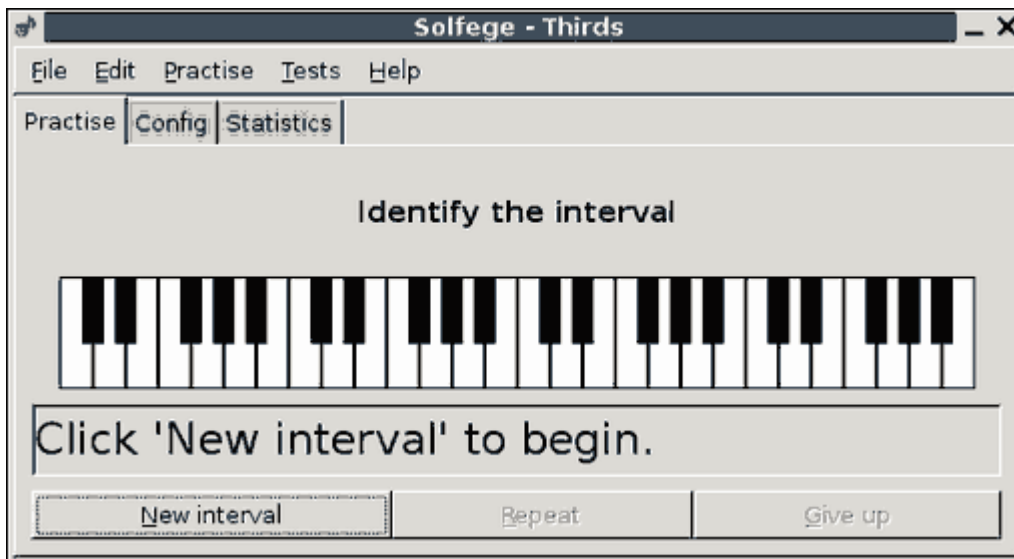 Solfege - Thirds
File Edit Practise Tests Help
Practise Config Statistics
Identify the interval
Click 'New interval' to begin.
New interval Repeat Give up